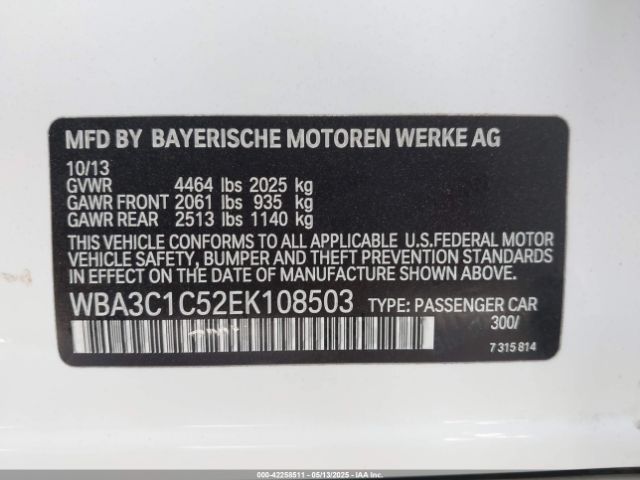 MFD BY BAYERISCHE MOTOREN WERKE AG
10/13
GVWR 4464 lbs 2025 kg
GAWR FRONT 2061 lbs 935 kg
GAWR REAR 2513 lbs 1140 kg
THIS VEHICLE CONFORMS TO ALL APPLICABLE U.S.FEDERAL MOTOR
VEHICLE SAFETY, BUMPER AND THEFT PREVENTION STANDARDS
IN EFFECT ON THE DATE OF MANUFACTURE SHOWN ABOVE.
WBA3C1C52EK108503 TYPE: PASSENGER CAR
300/
7 315 814
000-42258511 - 05/13/2025 - IAAI.COM